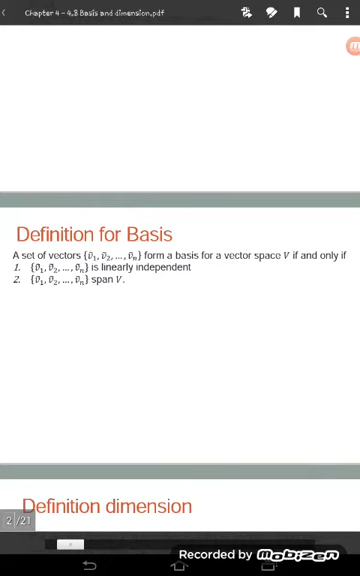 Chapter 4 - 4.3 Basis and dimension.pdf
Definition for Basis
A set of vectors {v̄₁, v̄₂, ..., v̄ₙ} form a basis for a vector space V if and only if
1. {v̄₁, v̄₂, ..., v̄ₙ} is linearly independent
2. {v̄₁, v̄₂, ..., v̄ₙ} span V.
Definition dimension
2 /21
Recorded by mobizen